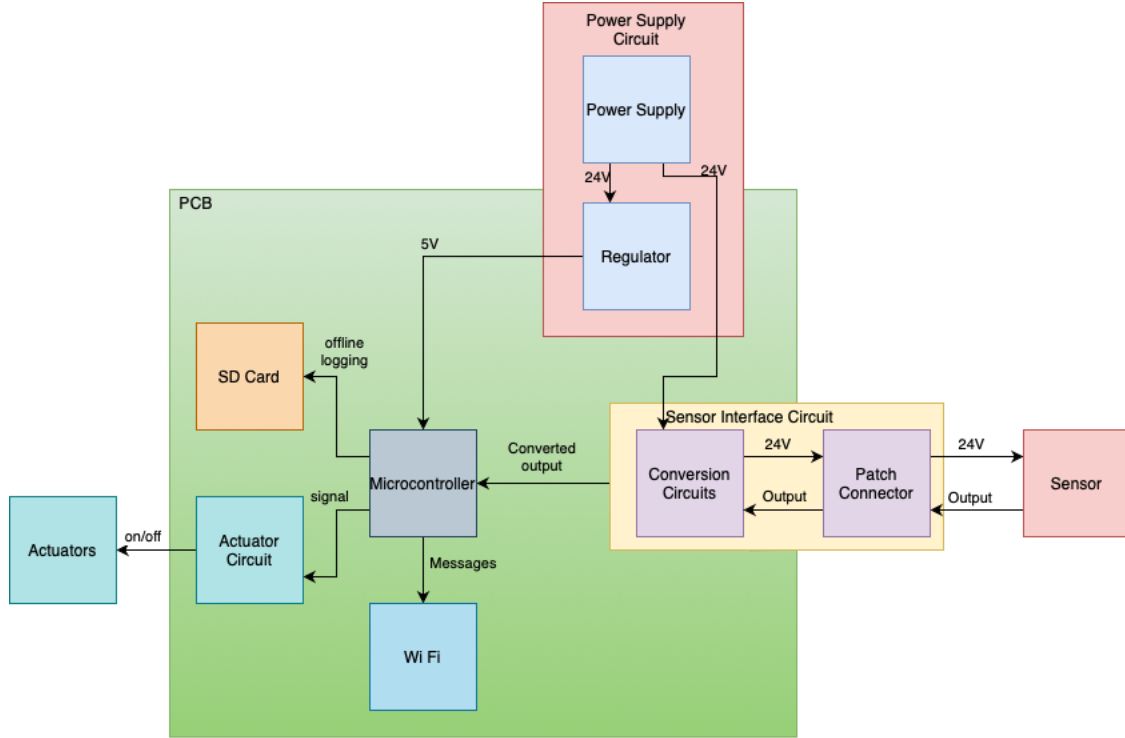 Power Supply
Circuit
Power Supply
24V
24V
PCB
5V
Regulator
offline
logging
SD Card
Sensor Interface Circuit
Converted
output
Microcontroller
24V
24V
Conversion
Circuits
Patch
Connector
Sensor
signal
Output
Output
on/off
Actuators
Actuator
Circuit
Messages
Wi Fi